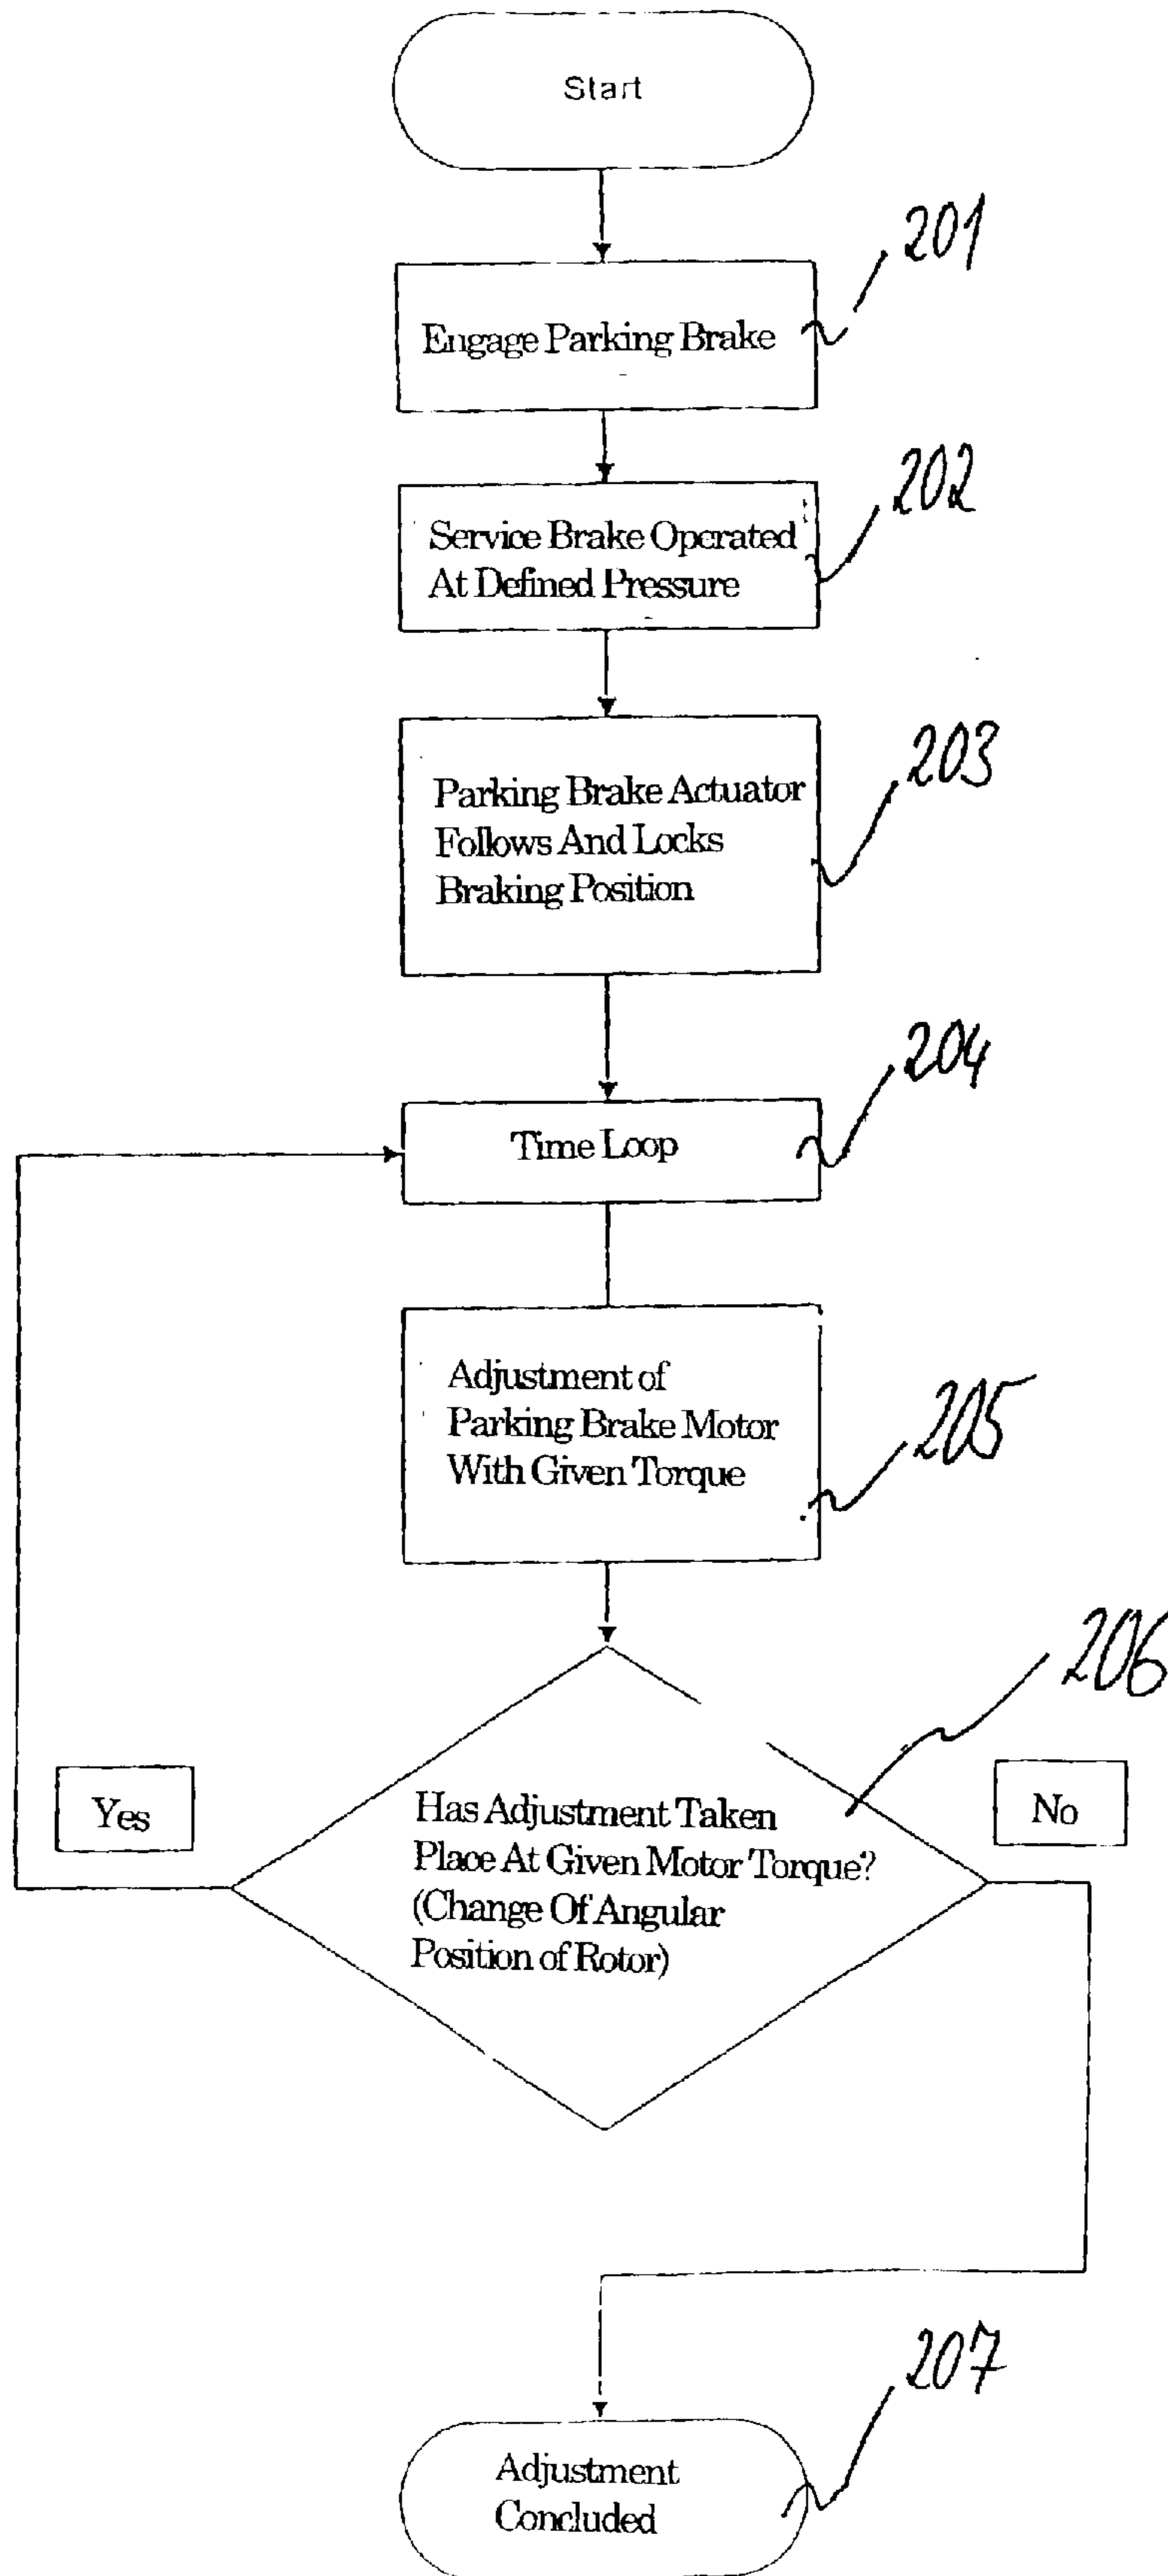 Start
201
Engage Parking Brake
202
Service Brake Operated
At Defined Pressure
203
Parking Brake Actuator
Follows And Locks
Braking Position
204
Time Loop
Adjustment of
Parking Brake Motor
With Given Torque
205
206
Yes
No
Has Adjustment Taken
Place At Given Motor Torque?
(Change Of Angular
Position of Rotor)
207
Adjustment
Concluded